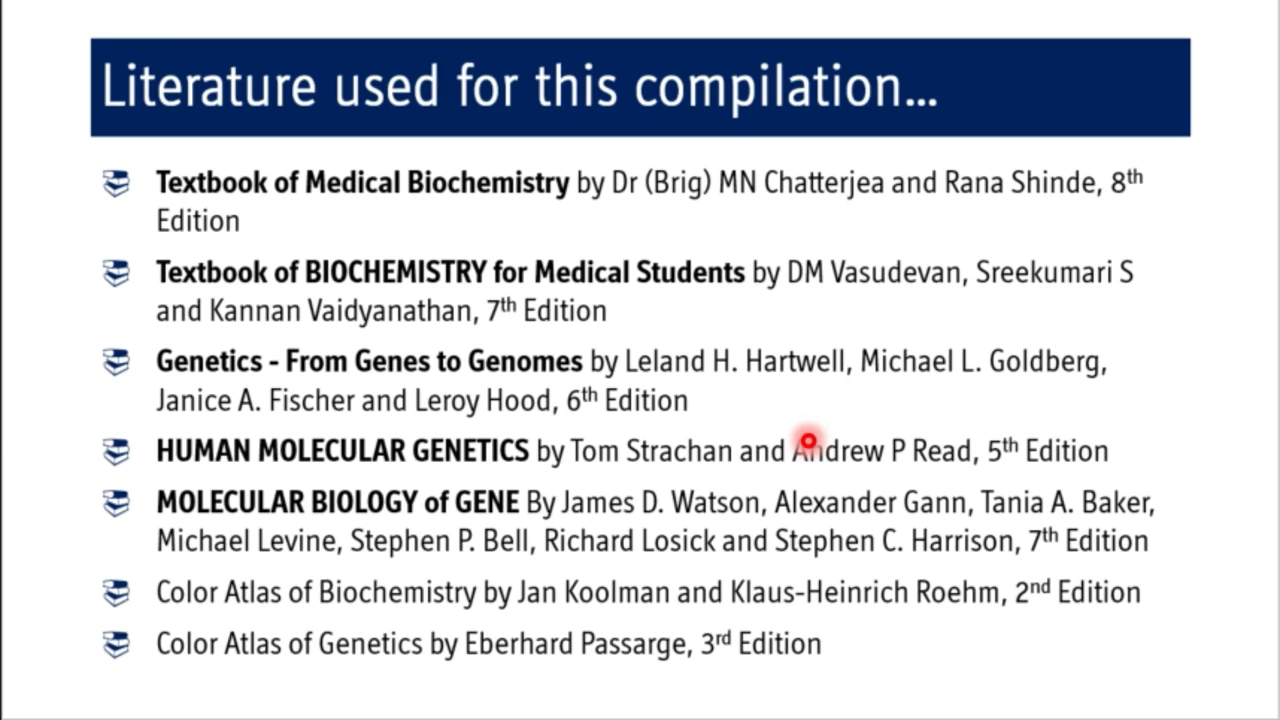 Literature used for this compilation...
Textbook of Medical Biochemistry by Dr (Brig) MN Chatterjea and Rana Shinde, 8th
Edition
Textbook of BIOCHEMISTRY for Medical Students by DM Vasudevan, Sreekumari S
and Kannan Vaidyanathan, 7th Edition
Genetics - From Genes to Genomes by Leland H. Hartwell, Michael L. Goldberg,
Janice A. Fischer and Leroy Hood, 6th Edition
HUMAN MOLECULAR GENETICS by Tom Strachan and Andrew P Read, 5th Edition
MOLECULAR BIOLOGY of GENE By James D. Watson, Alexander Gann, Tania A. Baker,
Michael Levine, Stephen P. Bell, Richard Losick and Stephen C. Harrison, 7th Edition
Color Atlas of Biochemistry by Jan Koolman and Klaus-Heinrich Roehm, 2nd Edition
Color Atlas of Genetics by Eberhard Passarge, 3rd Edition